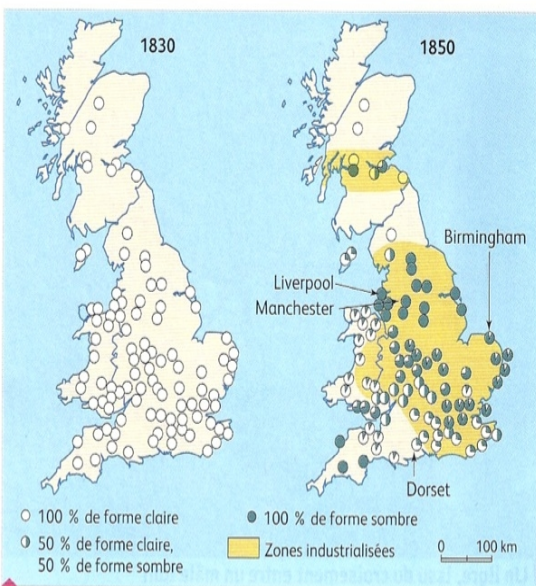 1830
1850
Birmingham
Liverpool
Manchester
Dorset
100 % de forme claire
100 % de forme sombre
50 % de forme claire,
50 % de forme sombre
Zones industrialisées
0 100 km